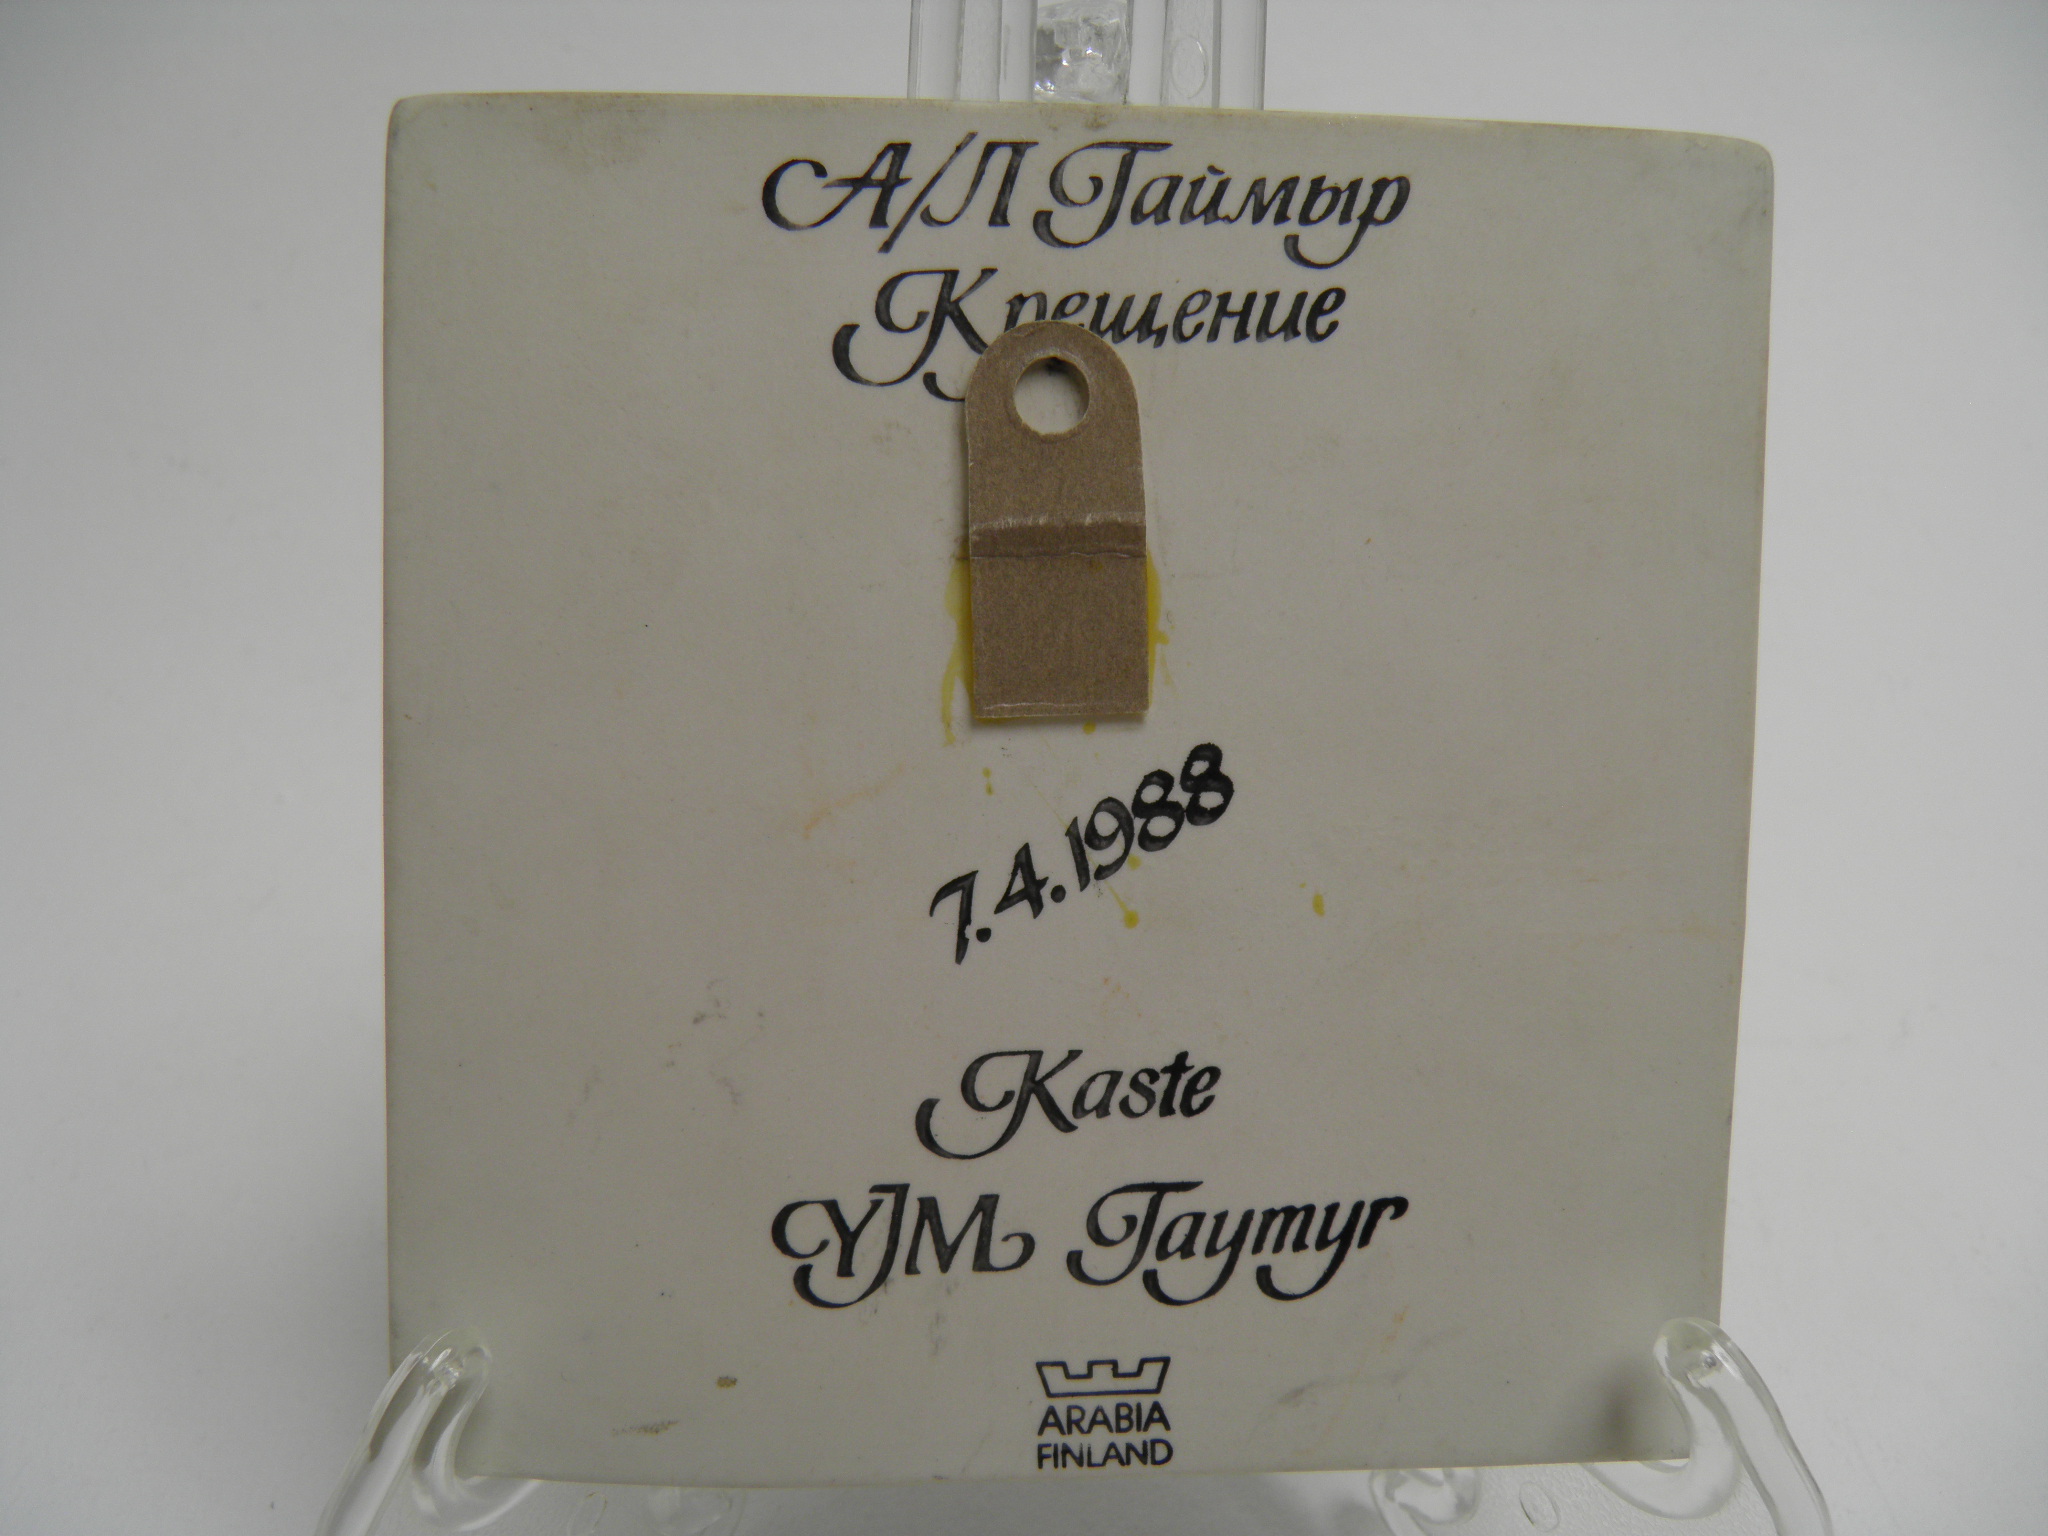 А/Л Таймыр
Крещение
7.4.1988
Kaste
YJM Taymyr
ARABIA
FINLAND